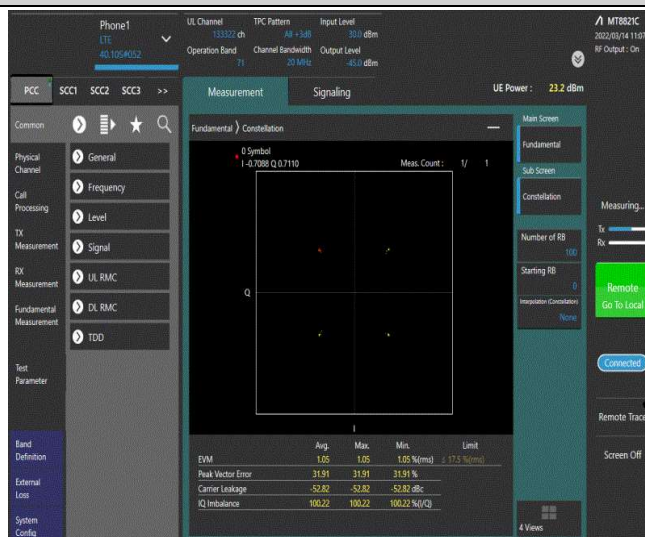 Phone1
LTE
40.10S#052
UL Channel TPC Pattern Input Level
133322 ch All +3dB 30.0 dBm
Operation Band Channel Bandwidth Output Level
71 20 MHz -45.0 dBm
MT8821C
2022/03/14 11:07
RF Output : On
PCC SCC1 SCC2 SCC3 >>
Measurement Signaling UE Power : 23.2 dBm
Common
Physical
Channel
Call
Processing
TX
Measurement
RX
Measurement
Fundamental
Measurement
Test
Parameter
Band
Definition
External
Loss
System
Config
General
Frequency
Level
Signal
UL RMC
DL RMC
TDD
Fundamental Constellation
0 Symbol
I -0.7088 Q 0.7110 Meas. Count : 1/ 1
Q
I
Avg. Max. Min. Limit
EVM 1.05 1.05 1.05 %(rms) ≤ 17.5 %(rms)
Peak Vector Error 31.91 31.91 31.91 %
Carrier Leakage -52.82 -52.82 -52.82 dBc
IQ Imbalance 100.22 100.22 100.22 %(I/Q)
Main Screen
Fundamental
Sub Screen
Constellation
Number of RB
100
Starting RB
0
Interpolation (Constellation)
None
4 Views
Measuring...
Tx
Rx
Remote
Go To Local
Connected
Remote Trace
Screen Off